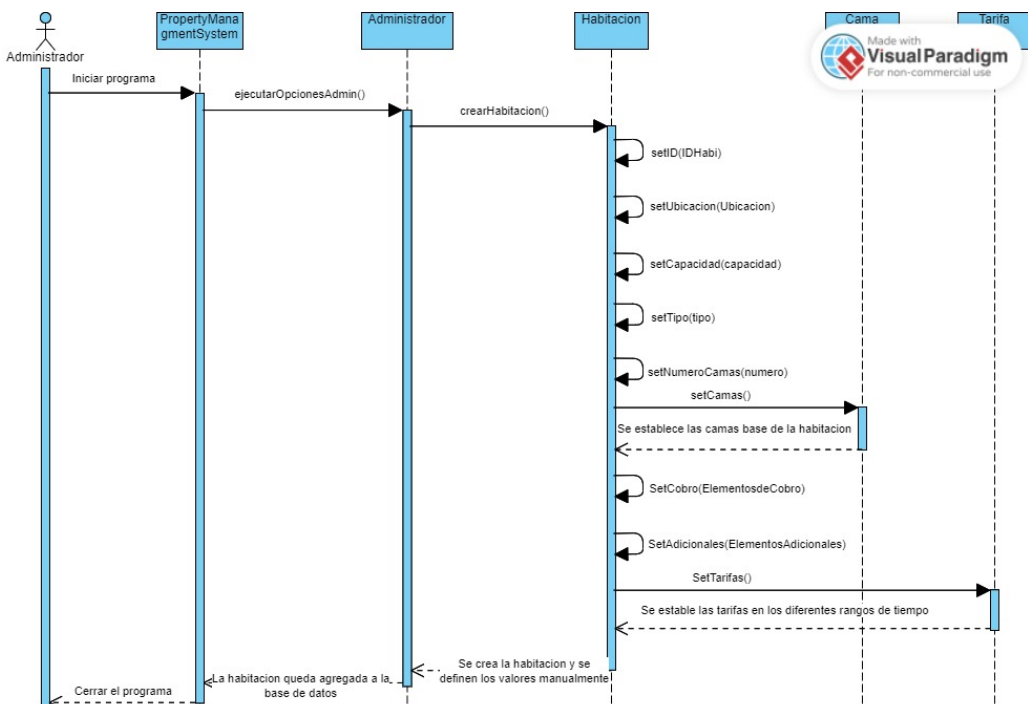 PropertyMana
gmentSystem
Administrador
Habitacion
Cama
Tarifa
Made with
Visual Paradigm
For non-commercial use
Administrador
Iniciar programa
ejecutarOpcionesAdmin()
crearHabitacion()
setID(IDHabi)
setUbicacion(Ubicacion)
setCapacidad(capacidad)
setTipo(tipo)
setNumeroCamas(numero)
setCamas()
Se establece las camas base de la habitacion
SetCobro(ElementosdeCobro)
SetAdicionales(ElementosAdicionales)
SetTarifas()
Se estable las tarifas en los diferentes rangos de tiempo
Se crea la habitacion y se
definen los valores manualmente
La habitacion queda agregada a la
base de datos
Cerrar el programa